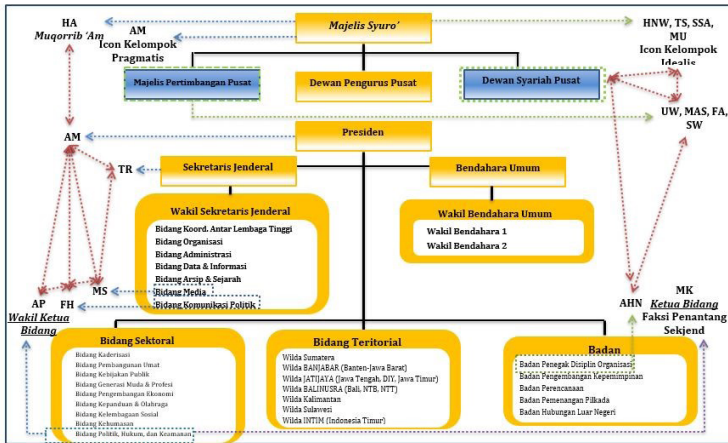 HA
Muqorrib 'Am
AM
Icon Kelompok
Pragmatis
Majelis Syuro'
HNW, TS, SSA,
MU
Icon Kelompok
Idealis
Majelis Pertimbangan Pusat
Dewan Pengurus Pusat
Dewan Syariah Pusat
UW, MAS, FA,
SW
AM
Presiden
TR
Sekretaris Jenderal
Bendahara Umum
Wakil Sekretaris Jenderal
Bidang Koord. Antar Lembaga Tinggi
Bidang Organisasi
Bidang Administrasi
Bidang Data & Informasi
Bidang Arsip & Sejarah
Bidang Media
Bidang Komunikasi Politik
Wakil Bendahara Umum
Wakil Bendahara 1
Wakil Bendahara 2
AP
Wakil Ketua
Bidang
FH
MS
AHN
MK
Ketua Bidang
Faksi Penantang
Sekjend
Bidang Sektoral
Bidang Kaderisasi
Bidang Pembangunan Umat
Bidang Kebijakan Publik
Bidang Generasi Muda & Profesi
Bidang Pengembangan Ekonomi
Bidang Kepanduan & Olahraga
Bidang Kelembagaan Sosial
Bidang Kehumasan
Bidang Politik, Hukum, dan Keamanan
Bidang Teritorial
Wilda Sumatera
Wilda BANJABAR (Banten-Jawa Barat)
Wilda JATIJAYA (Jawa Tengah, DIY, Jawa Timur)
Wilda BALINUSRA (Bali, NTB, NTT)
Wilda Kalimantan
Wilda Sulawesi
Wilda INTIM (Indonesia Timur)
Badan
Badan Penegak Disiplin Organisasi
Badan Pengembangan Kepemimpinan
Badan Perencanaan
Badan Pemenangan Pilkada
Badan Hubungan Luar Negeri